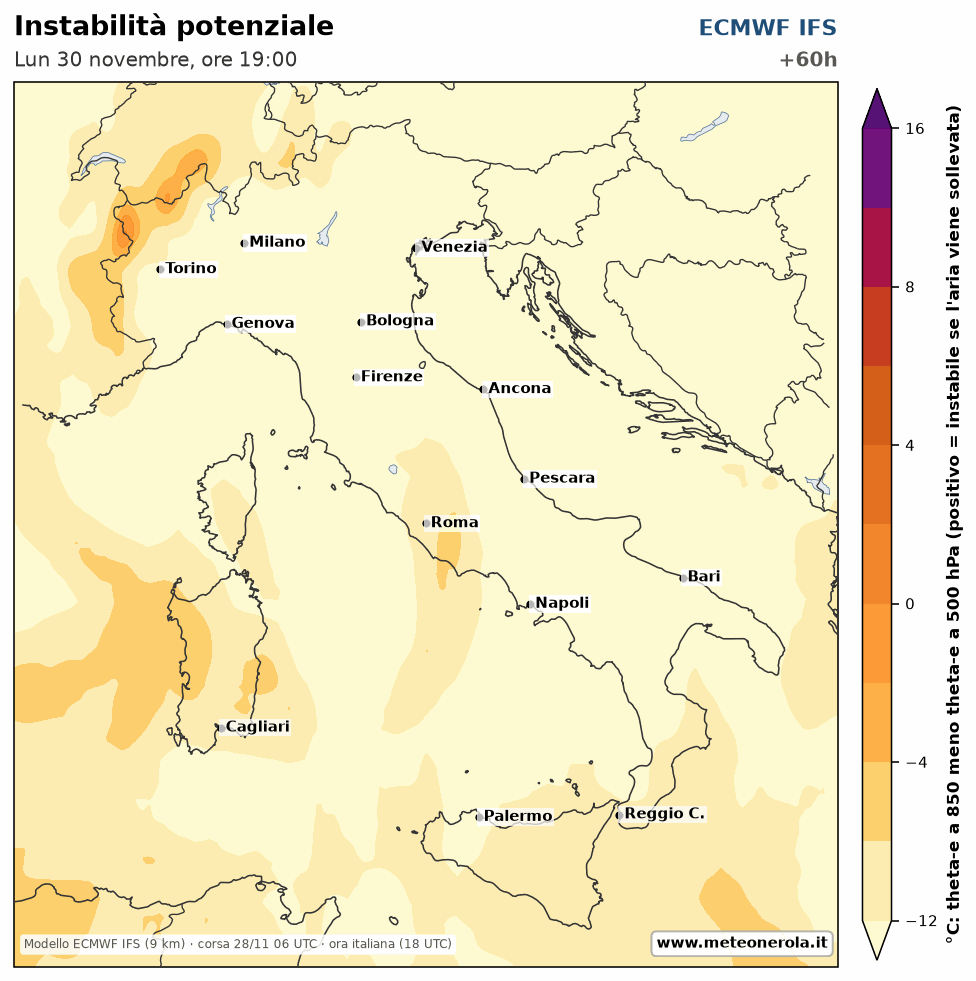 Instabilità potenziale
ECMWF IFS
Lun 30 novembre, ore 19:00
+60h
Milano
Venezia
Torino
Genova
Bologna
Firenze
Ancona
Pescara
Roma
Bari
Napoli
Cagliari
Palermo
Reggio C.
16
8
4
0
−4
−12
°C: theta-e a 850 meno theta-e a 500 hPa (positivo = instabile se l'aria viene sollevata)
Modello ECMWF IFS (9 km) · corsa 28/11 06 UTC · ora italiana (18 UTC)
www.meteonerola.it